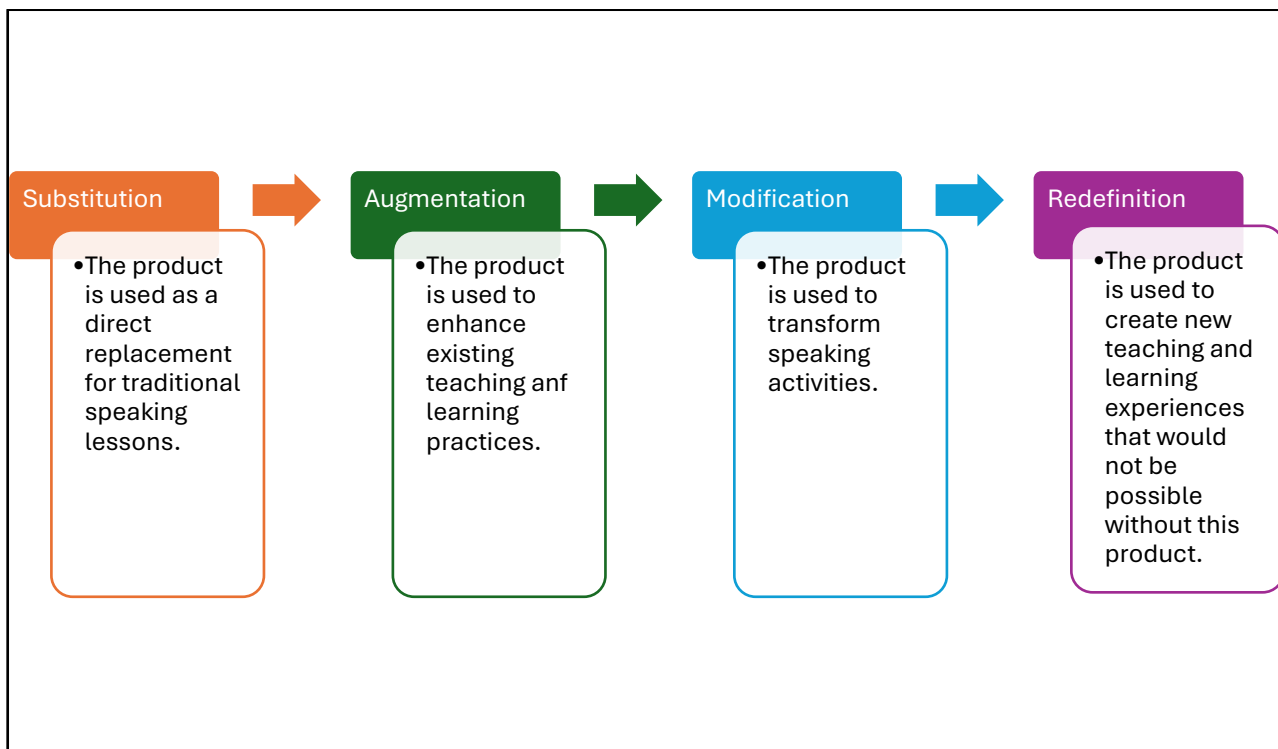 Substitution
•The product
is used as a
direct
replacement
for traditional
speaking
lessons.
Augmentation
•The product
is used to
enhance
existing
teaching anf
learning
practices.
Modification
•The product
is used to
transform
speaking
activities.
Redefinition
•The product
is used to
create new
teaching and
learning
experiences
that would
not be
possible
without this
product.